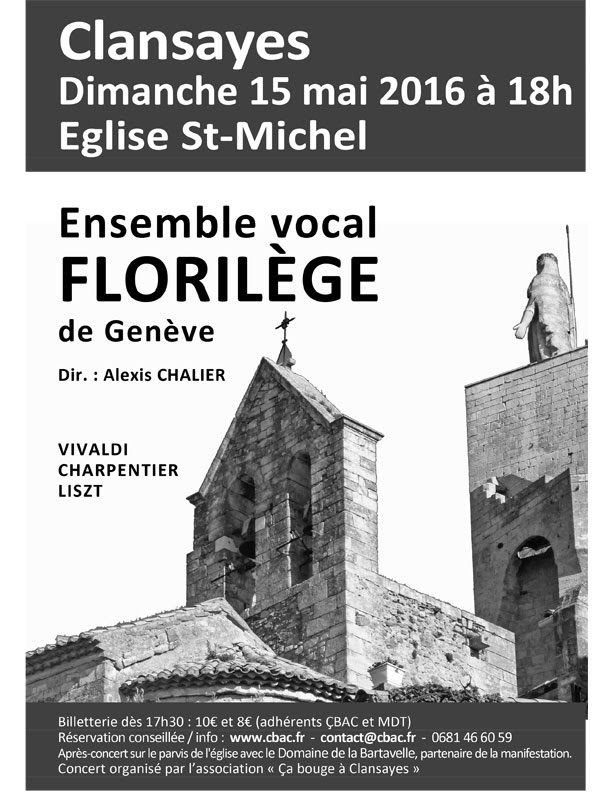 Clansayes
Dimanche 15 mai 2016 à 18h
Eglise St-Michel
Ensemble vocal
FLORILÈGE
de Genève
Dir. : Alexis CHALIER
VIVALDI
CHARPENTIER
LISZT
Billetterie dès 17h30 : 10€ et 8€ (adhérents ÇBAC et MDT)
Réservation conseillée / info : www.cbac.fr - contact@cbac.fr - 0681 46 60 59
Après-concert sur le parvis de l'église avec le Domaine de la Bartavelle, partenaire de la manifestation.
Concert organisé par l'association « Ça bouge à Clansayes »